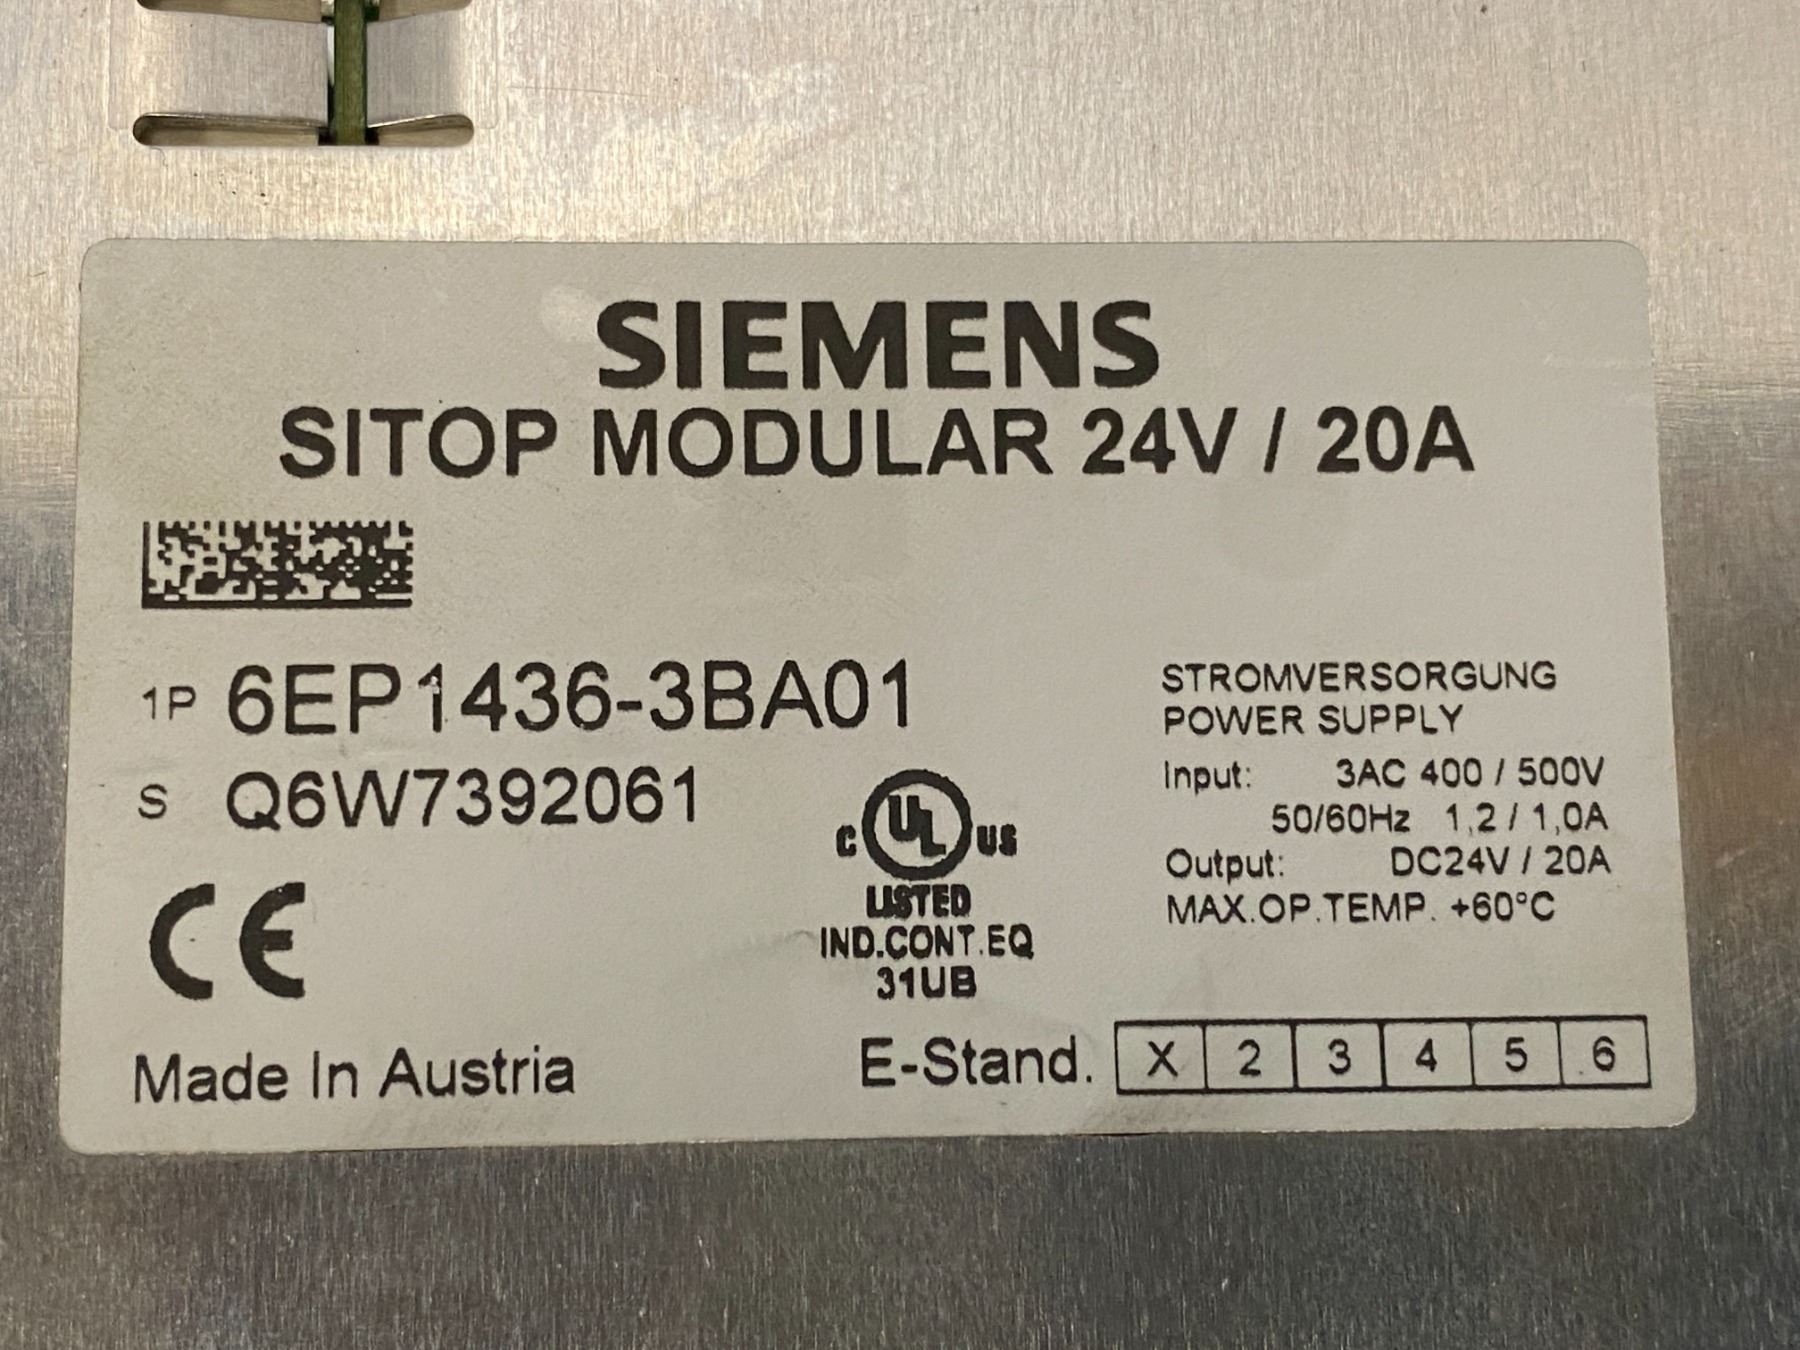 SIEMENS
SITOP MODULAR 24V / 20A
1P 6EP1436-3BA01
S Q6W7392061
STROMVERSORGUNG
POWER SUPPLY
Input: 3AC 400 / 500V
50/60Hz 1,2 / 1,0A
Output: DC24V / 20A
MAX.OP.TEMP. +60°C
C UL US
LISTED
IND.CONT.EQ
31UB
CE
Made In Austria
E-Stand. X 2 3 4 5 6